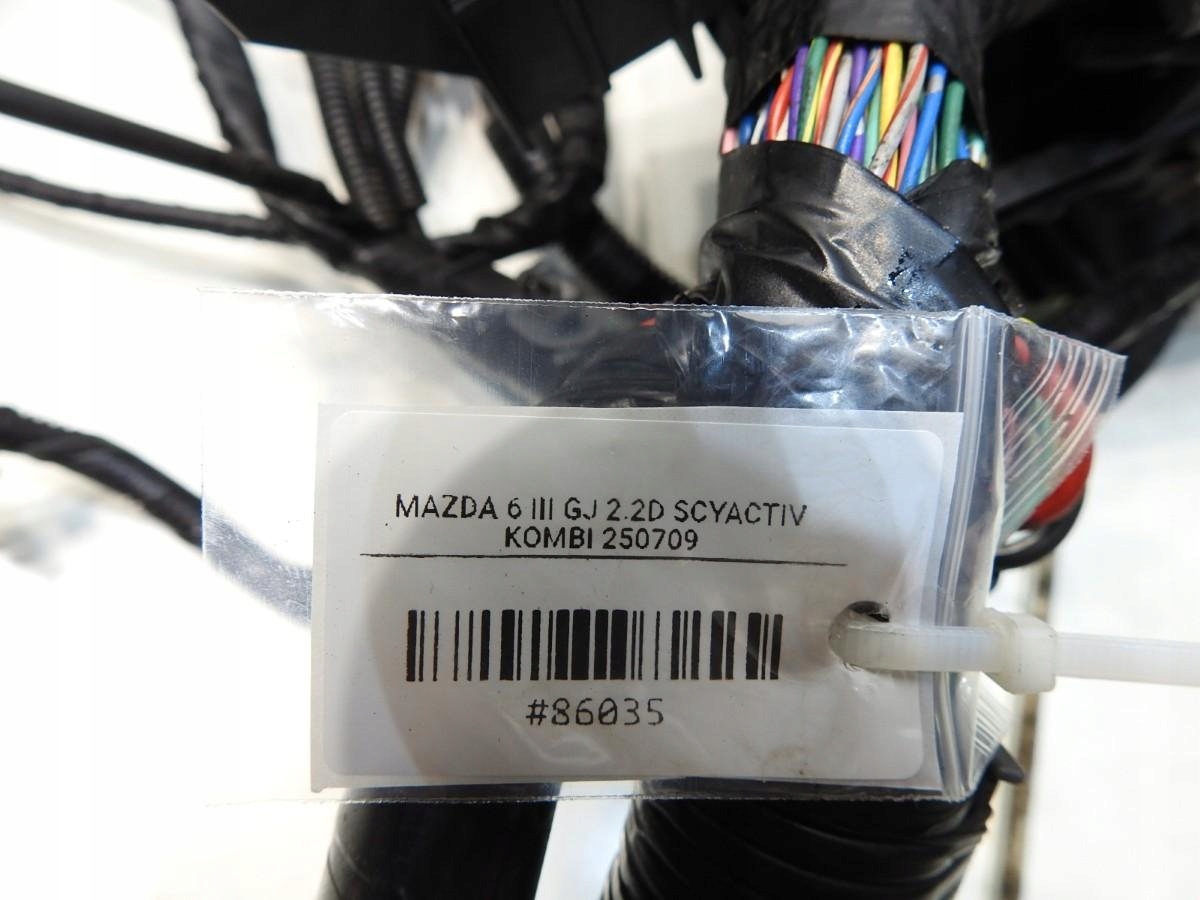 MAZDA 6 III GJ 2.2D SCYACTIV
KOMBI 250709
#86035